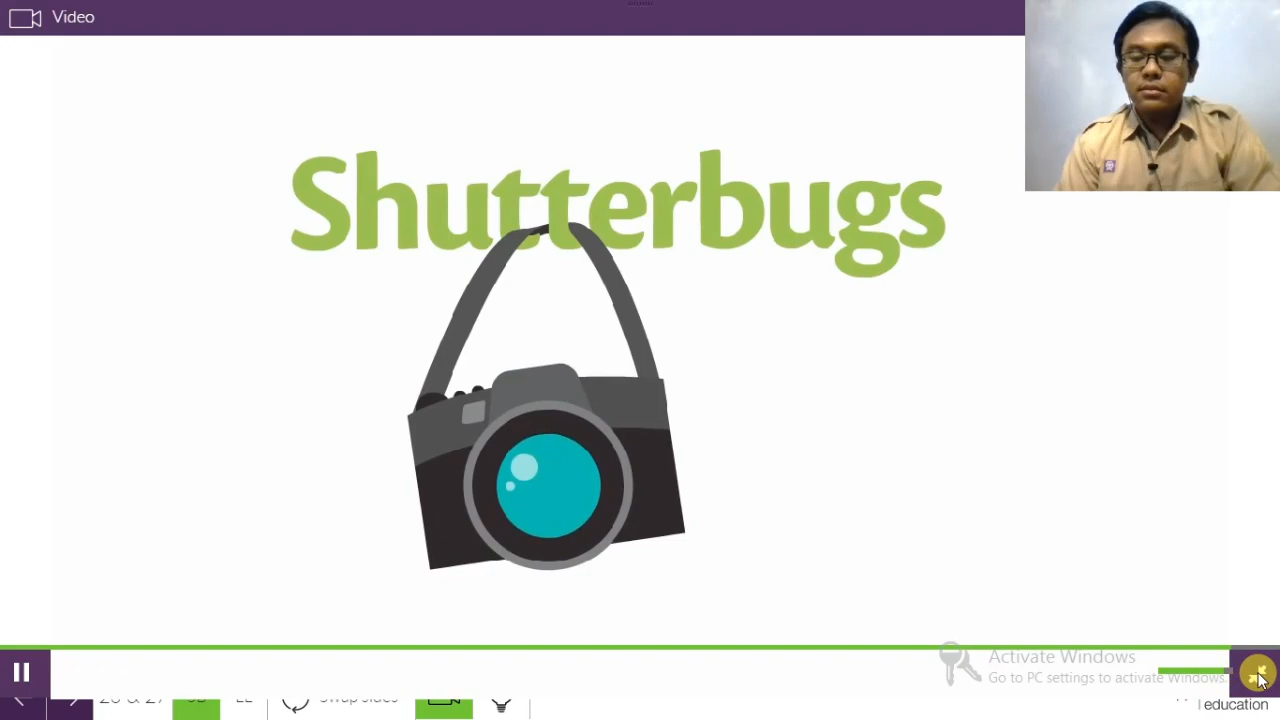 Video
Shutterbugs
Activate Windows
Go to PC settings to activate Windows.
education